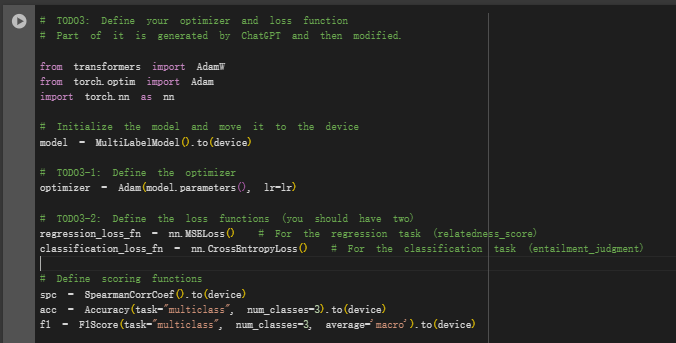 # TODO3: Define your optimizer and loss function
# Part of it is generated by ChatGPT and then modified.
from transformers import AdamW
from torch.optim import Adam
import torch.nn as nn
# Initialize the model and move it to the device
model = MultiLabelModel().to(device)
# TODO3-1: Define the optimizer
optimizer = Adam(model.parameters(), lr=lr)
# TODO3-2: Define the loss functions (you should have two)
regression_loss_fn = nn.MSELoss() # For the regression task (relatedness_score)
classification_loss_fn = nn.CrossEntropyLoss() # For the classification task (entailment_judgment)
# Define scoring functions
spc = SpearmanCorrCoef().to(device)
acc = Accuracy(task="multiclass", num_classes=3).to(device)
f1 = F1Score(task="multiclass", num_classes=3, average='macro').to(device)